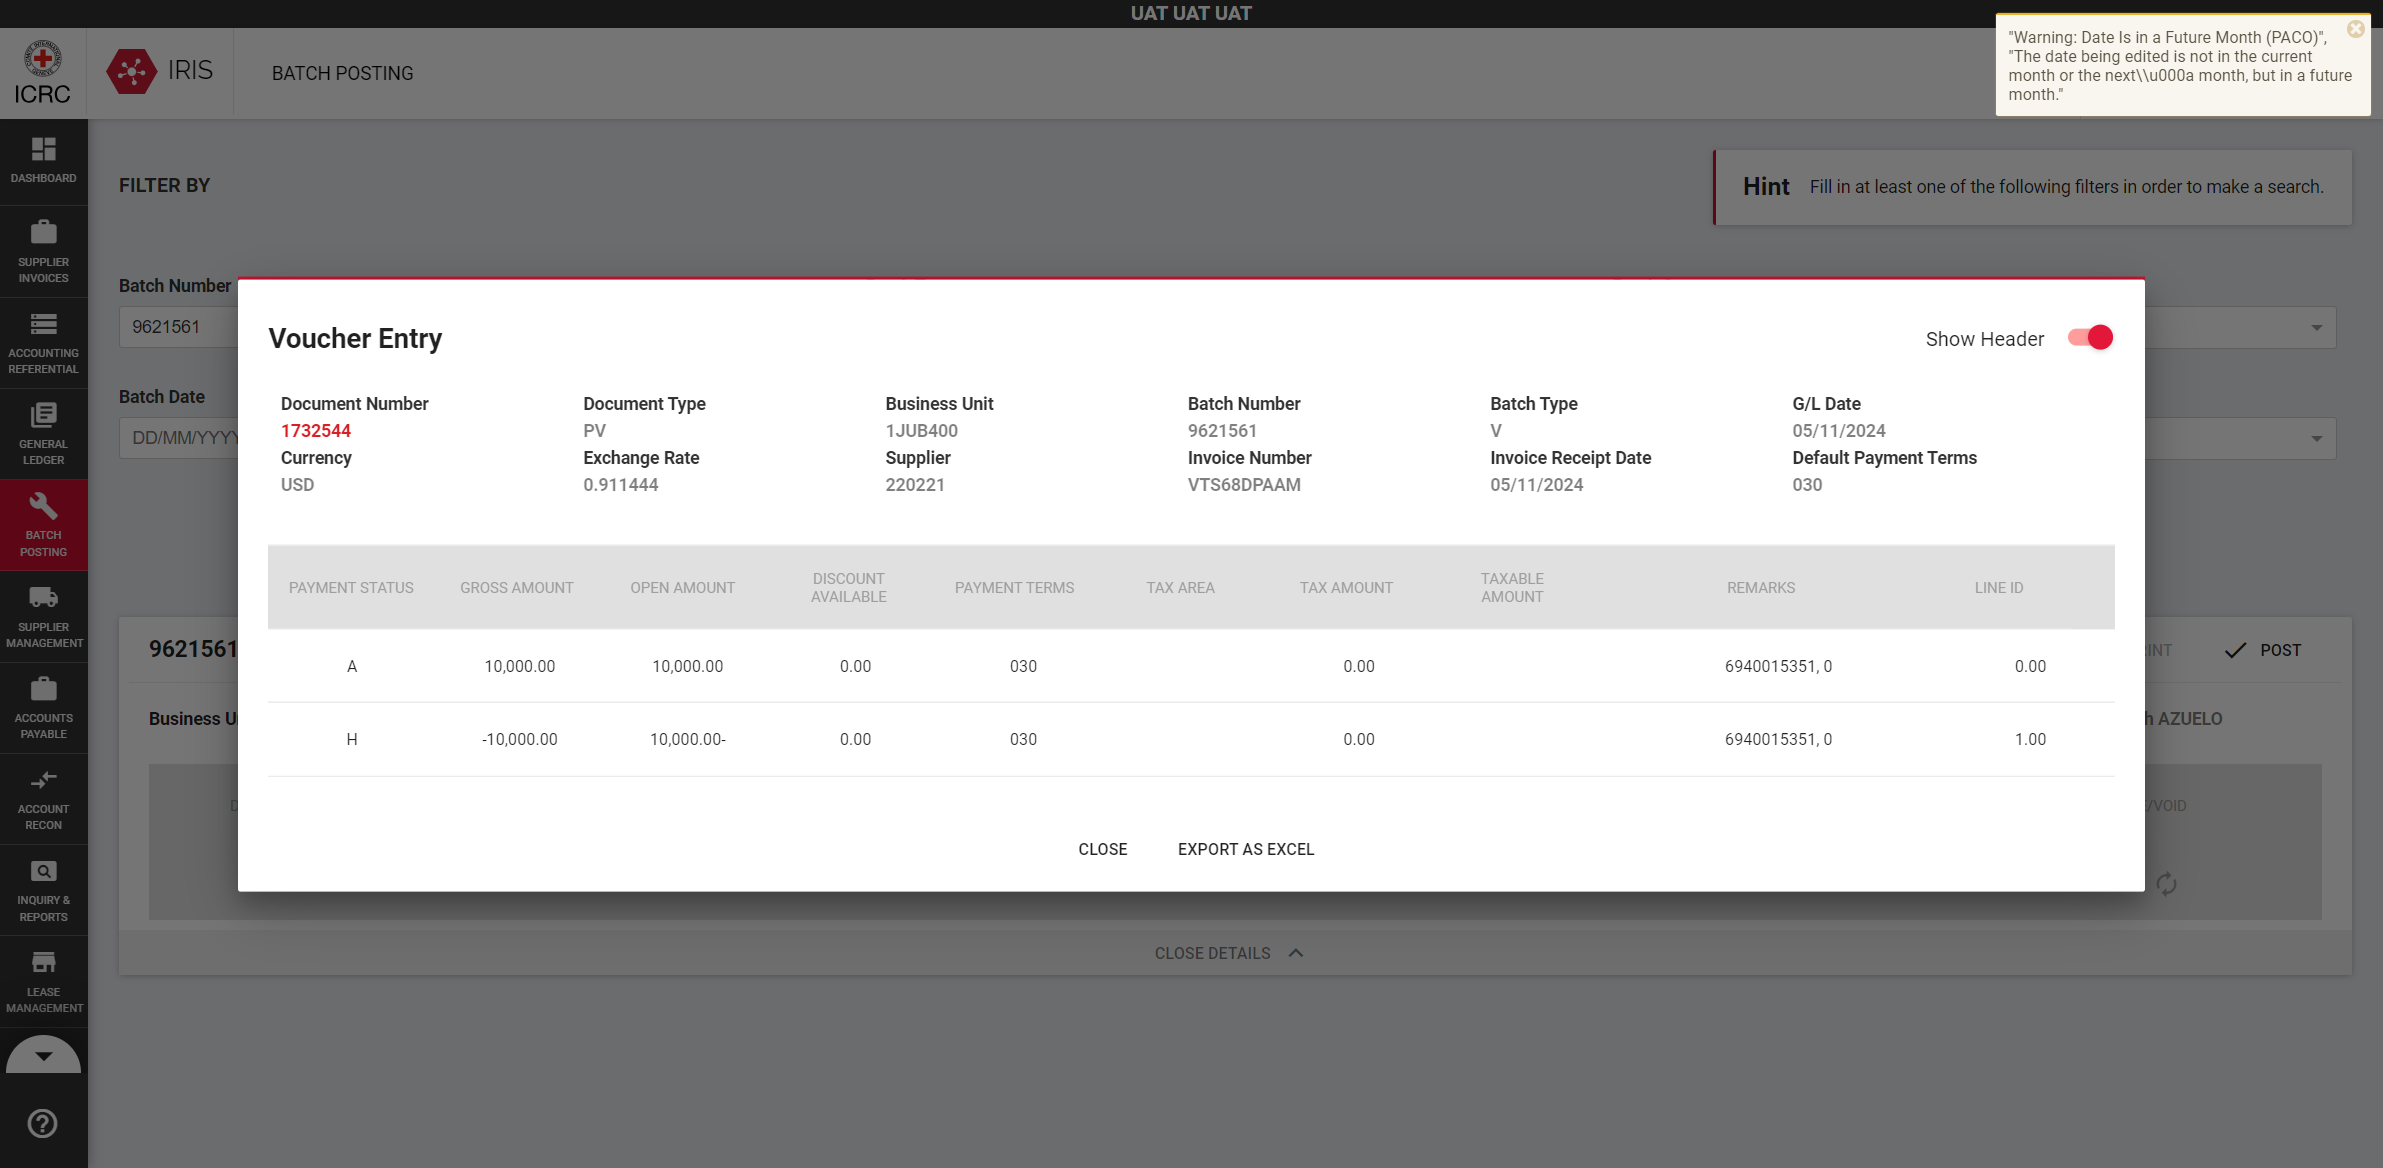 UAT UAT UAT
ICRC
IRIS
BATCH POSTING
"Warning: Date Is in a Future Month (PACO)",
"The date being edited is not in the current
month or the next\\u000a month, but in a future
month."
DASHBOARD
SUPPLIER
INVOICES
ACCOUNTING
REFERENTIAL
GENERAL
LEDGER
BATCH
POSTING
SUPPLIER
MANAGEMENT
ACCOUNTS
PAYABLE
ACCOUNT
RECON
INQUIRY &
REPORTS
LEASE
MANAGEMENT
FILTER BY
Hint Fill in at least one of the following filters in order to make a search.
Batch Number
9621561
Batch Date
DD/MM/YYYY
Voucher Entry
Show Header
Document Number Document Type Business Unit Batch Number Batch Type G/L Date
1732544 PV 1JUB400 9621561 V 05/11/2024
Currency Exchange Rate Supplier Invoice Number Invoice Receipt Date Default Payment Terms
USD 0.911444 220221 VTS68DPAAM 05/11/2024 030
PAYMENT STATUS GROSS AMOUNT OPEN AMOUNT DISCOUNT AVAILABLE PAYMENT TERMS TAX AREA TAX AMOUNT TAXABLE AMOUNT REMARKS LINE ID
A 10,000.00 10,000.00 0.00 030 0.00 6940015351, 0 0.00
H -10,000.00 10,000.00- 0.00 030 0.00 6940015351, 0 1.00
CLOSE EXPORT AS EXCEL
9621561
POST
Business
AZUELO
/VOID
CLOSE DETAILS